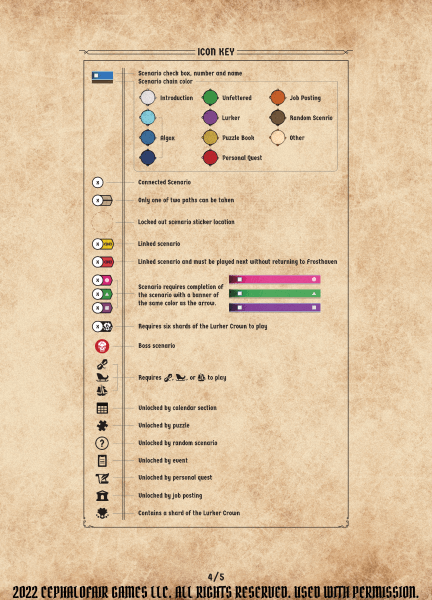 ICON KEY
Scenario check box, number and name
Scenario chain color
Introduction
Unfettered
Job Posting
Lurker
Random Scenrio
Algox
Puzzle Book
Other
Personal Quest
X
Connected Scenario
X
Only one of two paths can be taken
Locked out scenario sticker location
X
Linked scenario
X
Linked scenario and must be played next without returning to Frosthaven
X
X
X
Scenario requires completion of
the scenario with a banner of
the same color as the arrow.
X
Requires six shards of the Lurker Crown to play
Boss scenario
Requires , , or to play
Unlocked by calendar section
Unlocked by puzzle
?
Unlocked by random scenario
Unlocked by event
Unlocked by personal quest
Unlocked by job posting
Contains a shard of the Lurker Crown
4/5
2022 CEPHALOFAIR GAMES LLC. ALL RIGHTS RESERVED. USED WITH PERMISSION.